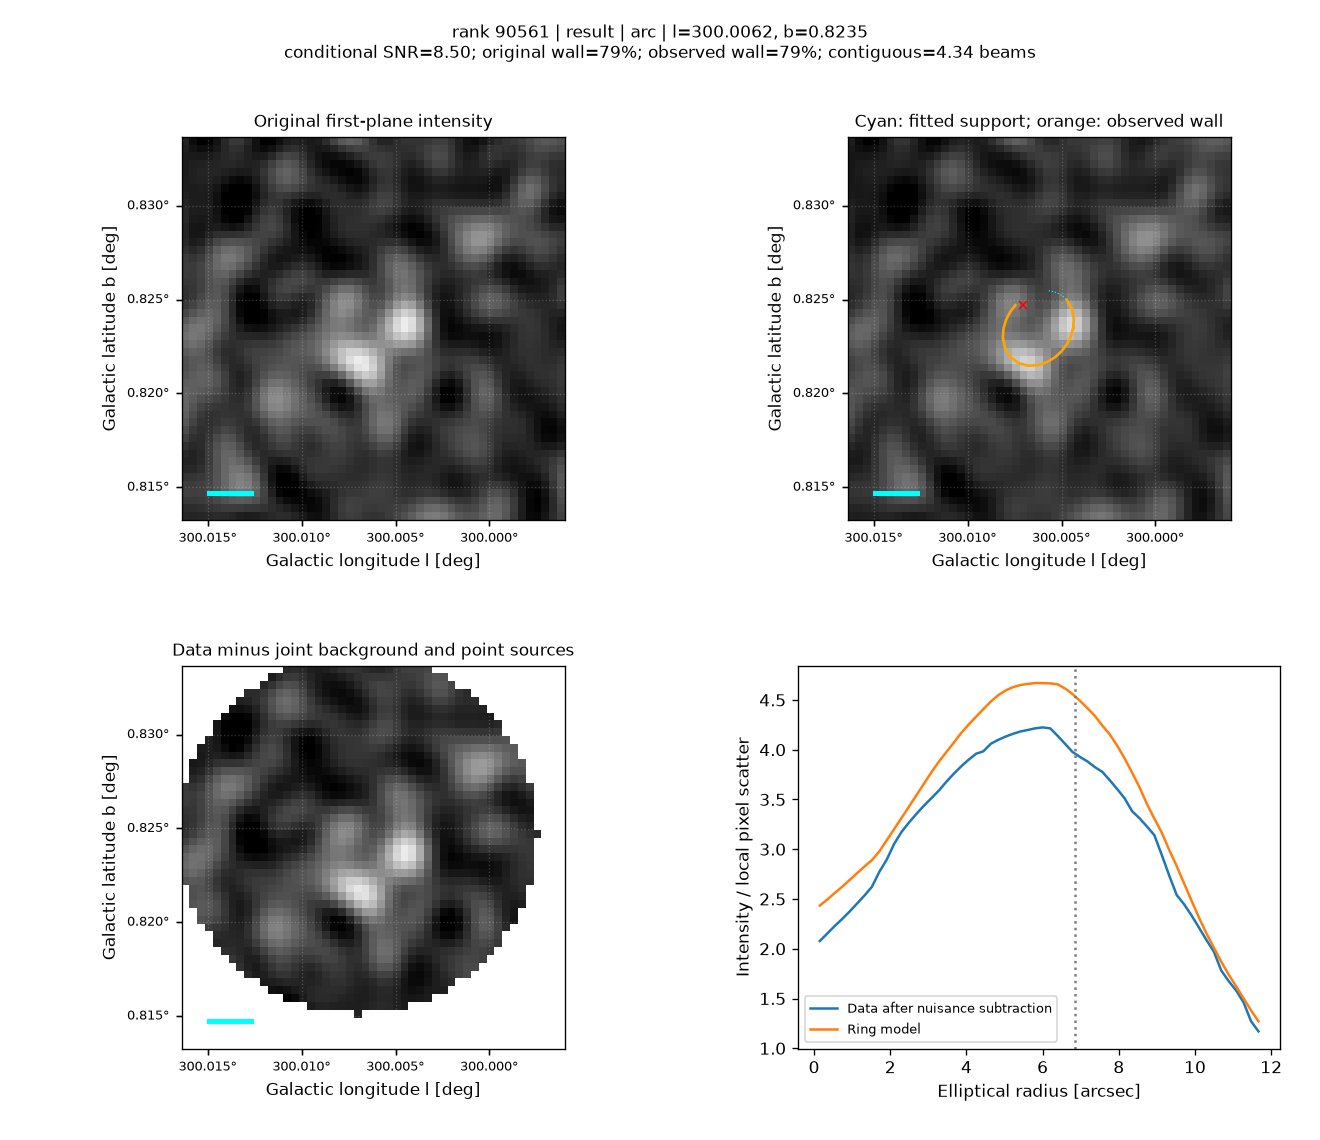 rank 90561 | result | arc | l=300.0062, b=0.8235
conditional SNR=8.50; original wall=79%; observed wall=79%; contiguous=4.34 beams
Original first-plane intensity
0.830°
0.825°
0.820°
0.815°
Galactic latitude b [deg]
300.015° 300.010° 300.005° 300.000°
Galactic longitude l [deg]
Cyan: fitted support; orange: observed wall
0.830°
0.825°
0.820°
0.815°
Galactic latitude b [deg]
300.015° 300.010° 300.005° 300.000°
Galactic longitude l [deg]
Data minus joint background and point sources
0.830°
0.825°
0.820°
0.815°
Galactic latitude b [deg]
300.015° 300.010° 300.005° 300.000°
Galactic longitude l [deg]
4.5
4.0
3.5
3.0
2.5
2.0
1.5
1.0
Intensity / local pixel scatter
Data after nuisance subtraction
Ring model
0 2 4 6 8 10 12
Elliptical radius [arcsec]